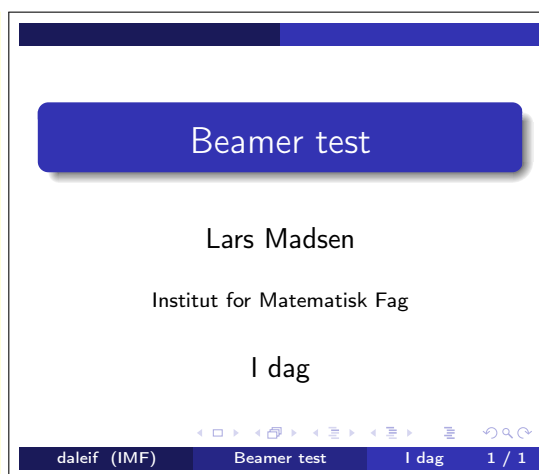 Beamer test
Lars Madsen
Institut for Matematisk Fag
I dag
daleif (IMF) Beamer test I dag 1 / 1